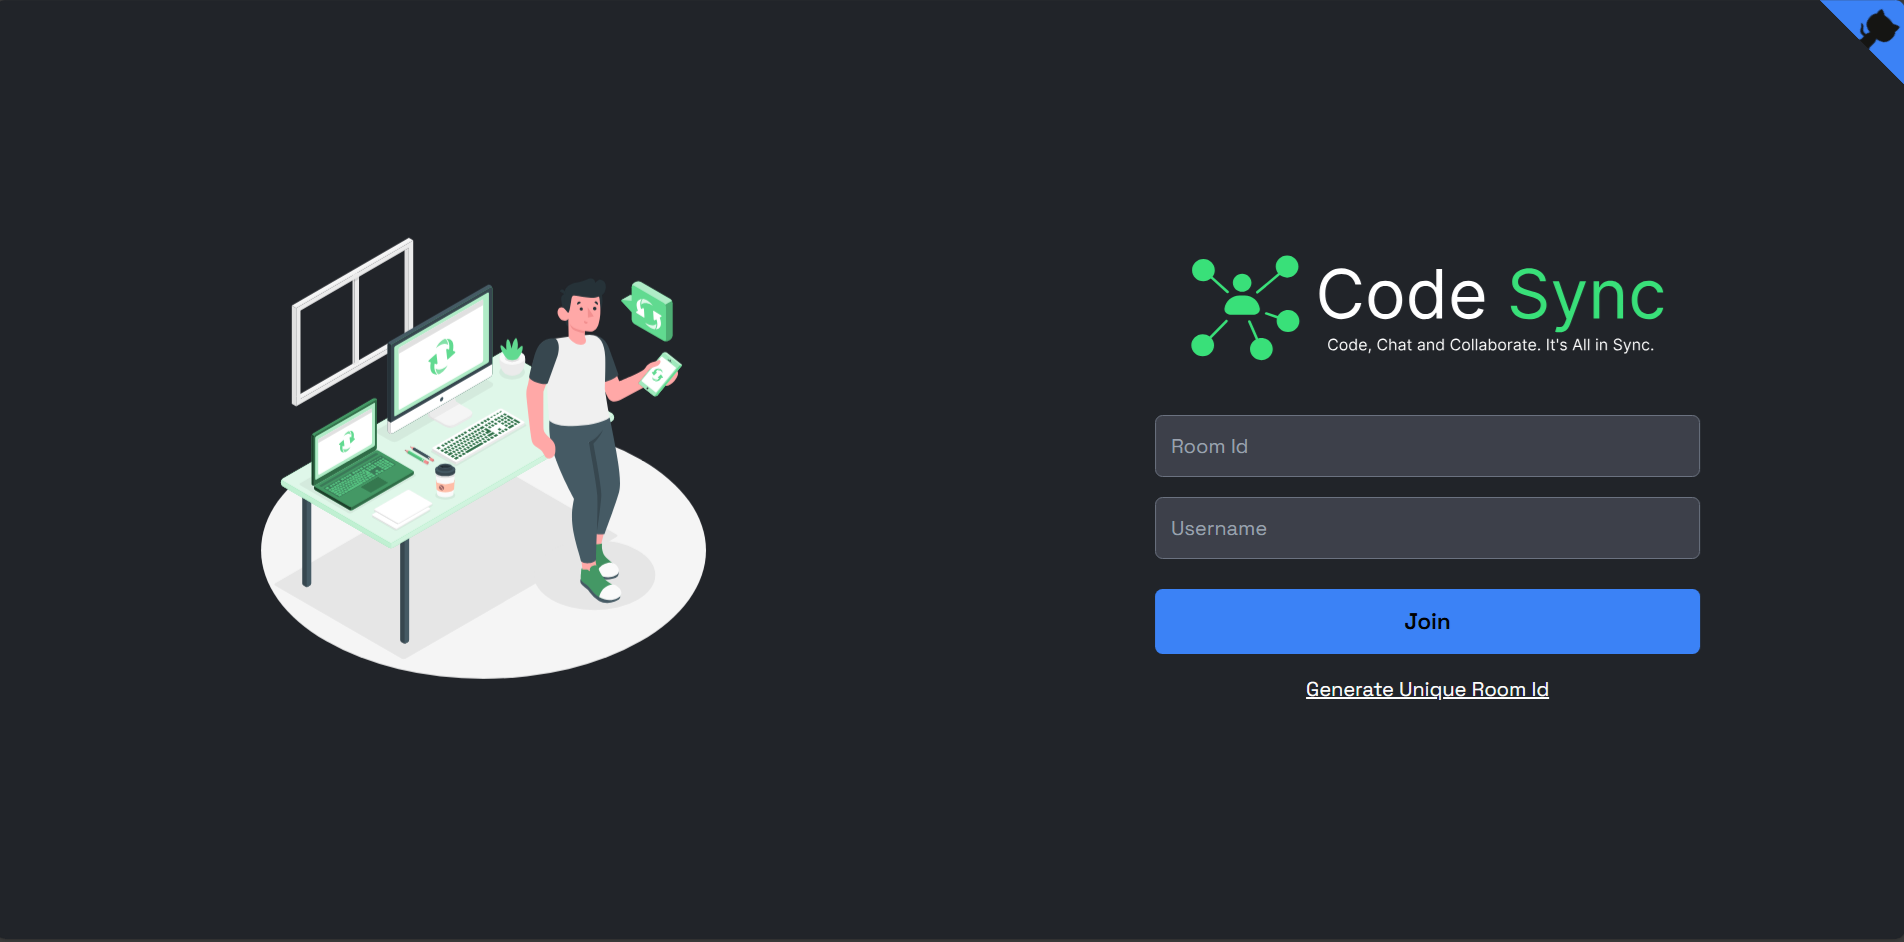 Code Sync
Code, Chat and Collaborate. It's All in Sync.
Room Id
Username
Join
Generate Unique Room Id